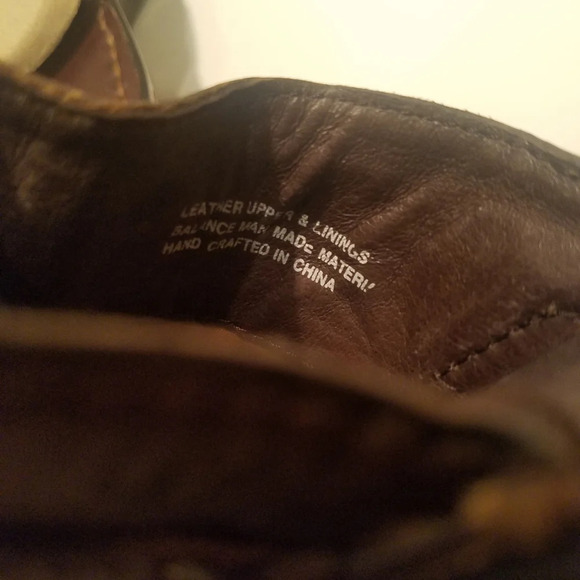 LEATHER UPPER & LININGS
BALANCE MAN MADE MATERI
HAND CRAFTED IN CHINA